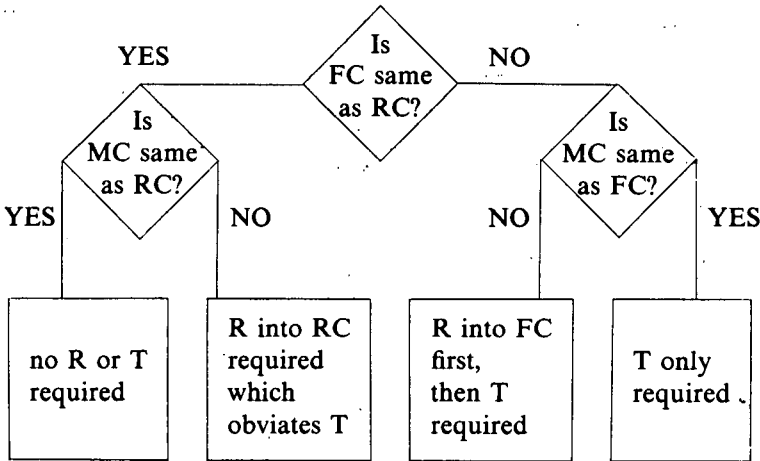 YES
Is
FC same
as RC?
NO
Is
MC same
as RC?
Is
MC same
as FC?
YES
NO
NO
YES
no R or T
required
R into RC
required
which
obviates T
R into FC
first,
then T
required
T only
required